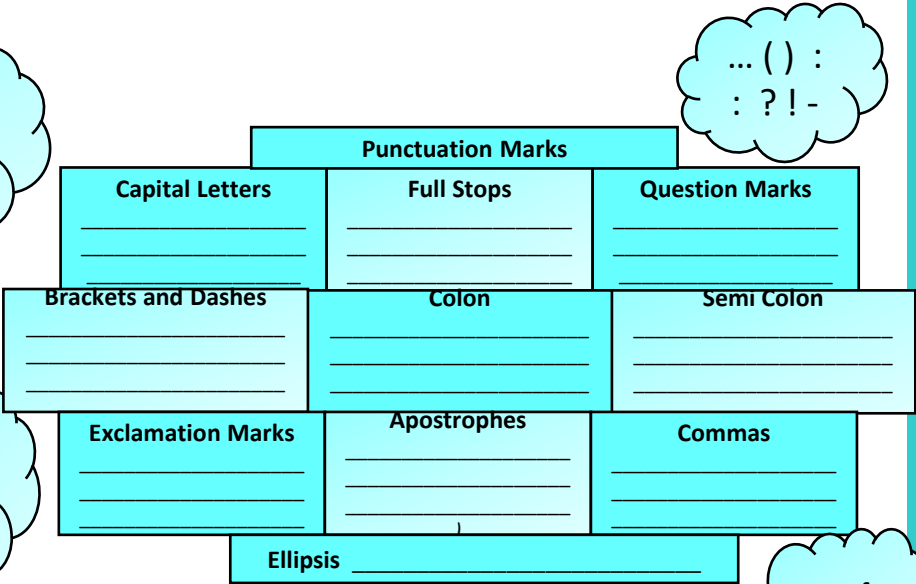 ... ( ) :
: ? ! -
Punctuation Marks
Capital Letters
Full Stops
Question Marks
Brackets and Dashes
Colon
Semi Colon
Exclamation Marks
Apostrophes
Commas
)
Ellipsis ______________________________